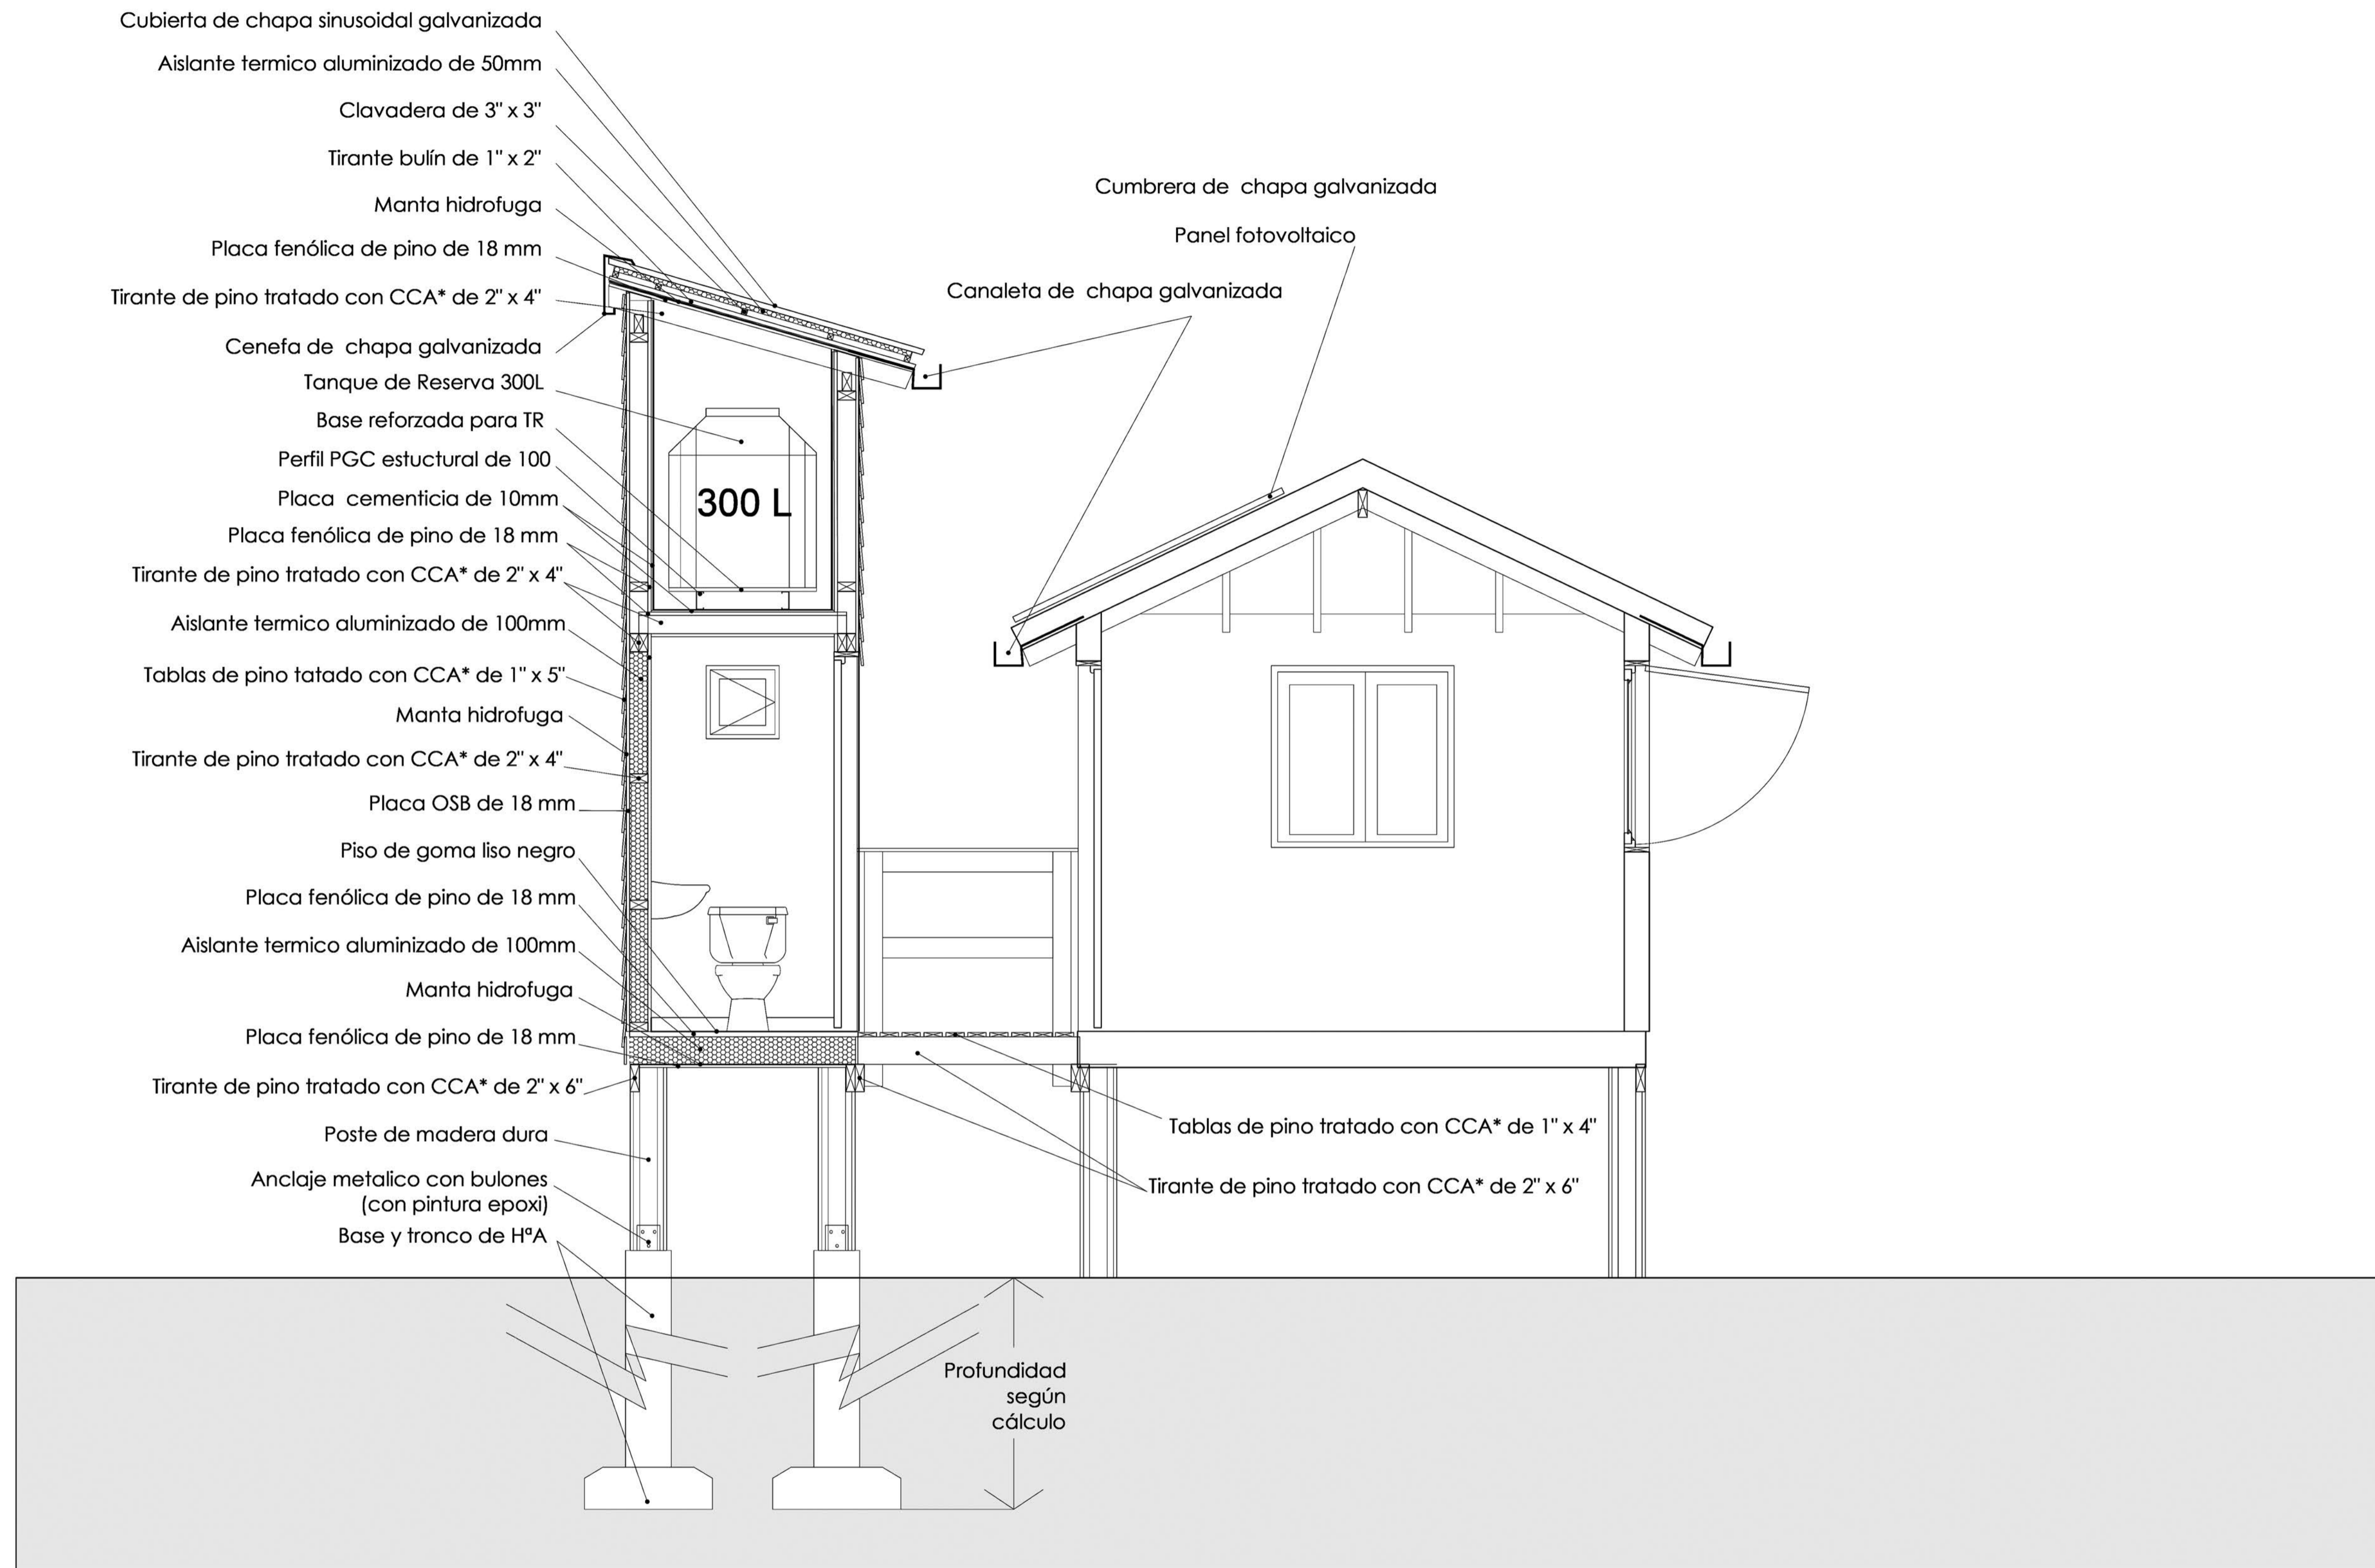 Cubierta de chapa sinusoidal galvanizada
Aislante termico aluminizado de 50mm
Clavadera de 3" x 3"
Tirante bulín de 1" x 2"
Manta hidrofuga
Placa fenólica de pino de 18 mm
Tirante de pino tratado con CCA* de 2" x 4"
Cenefa de chapa galvanizada
Tanque de Reserva 300L
Base reforzada para TR
Perfil PGC estuctural de 100
Placa cementicia de 10mm
Placa fenólica de pino de 18 mm
Tirante de pino tratado con CCA* de 2" x 4"
Aislante termico aluminizado de 100mm
Tablas de pino tatado con CCA* de 1" x 5"
Manta hidrofuga
Tirante de pino tratado con CCA* de 2" x 4"
Placa OSB de 18 mm
Piso de goma liso negro
Placa fenólica de pino de 18 mm
Aislante termico aluminizado de 100mm
Manta hidrofuga
Placa fenólica de pino de 18 mm
Tirante de pino tratado con CCA* de 2" x 6"
Poste de madera dura
Anclaje metalico con bulones
(con pintura epoxi)
Base y tronco de HªA
300 L
Cumbrera de chapa galvanizada
Panel fotovoltaico
Canaleta de chapa galvanizada
Tablas de pino tratado con CCA* de 1" x 4"
Tirante de pino tratado con CCA* de 2" x 6"
Profundidad
según
cálculo